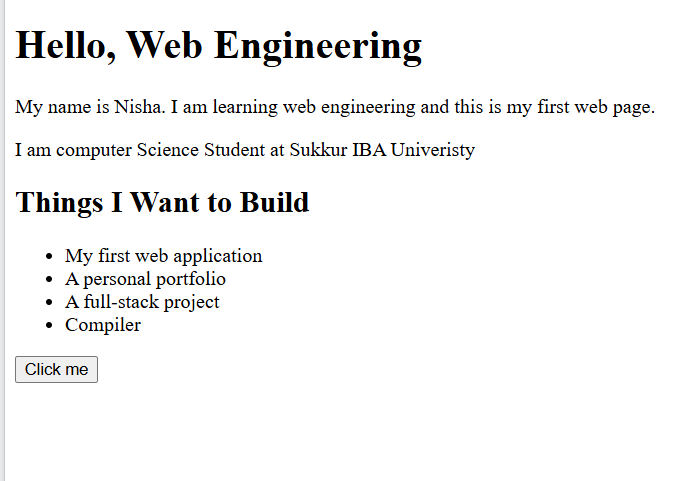 Hello, Web Engineering
My name is Nisha. I am learning web engineering and this is my first web page.
I am computer Science Student at Sukkur IBA Univeristy
Things I Want to Build
My first web application
A personal portfolio
A full-stack project
Compiler
Click me